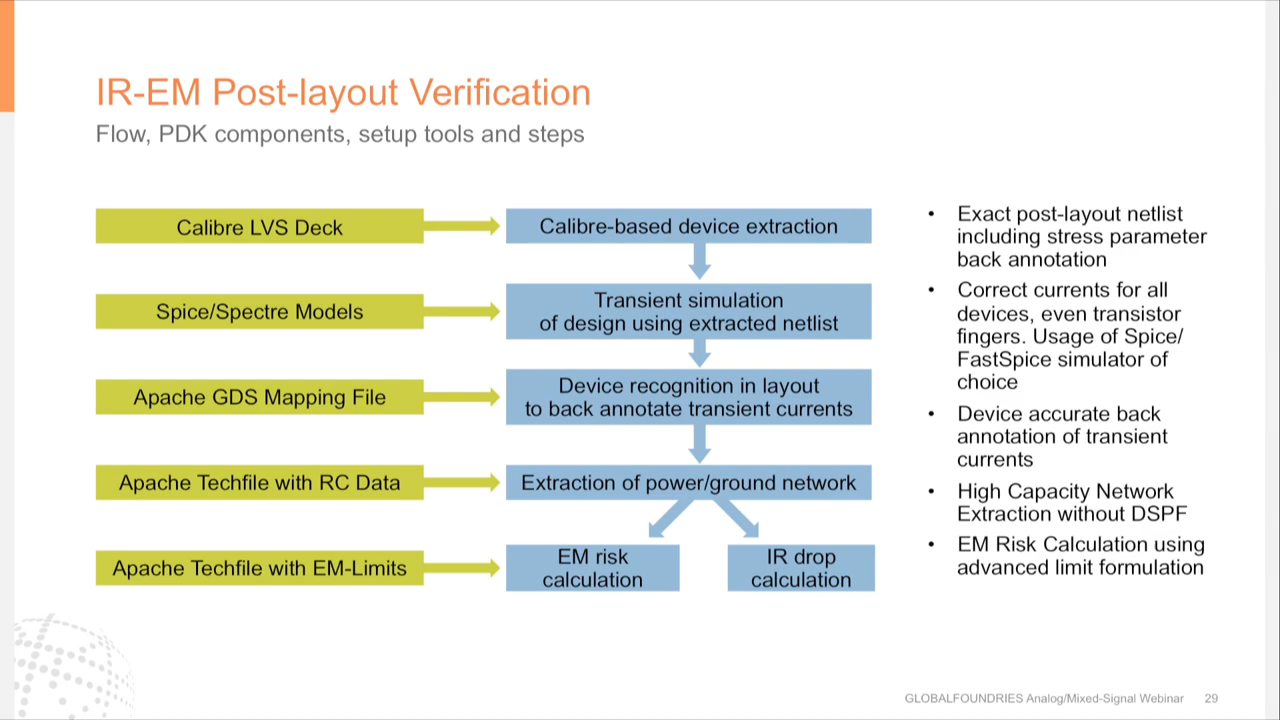 IR-EM Post-layout Verification
Flow, PDK components, setup tools and steps
Calibre LVS Deck
Calibre-based device extraction
Spice/Spectre Models
Transient simulation
of design using extracted netlist
Apache GDS Mapping File
Device recognition in layout
to back annotate transient currents
Apache Techfile with RC Data
Extraction of power/ground network
Apache Techfile with EM-Limits
EM risk
calculation
IR drop
calculation
• Exact post-layout netlist
including stress parameter
back annotation
• Correct currents for all
devices, even transistor
fingers. Usage of Spice/
FastSpice simulator of
choice
• Device accurate back
annotation of transient
currents
• High Capacity Network
Extraction without DSPF
• EM Risk Calculation using
advanced limit formulation
GLOBALFOUNDRIES Analog/Mixed-Signal Webinar 29